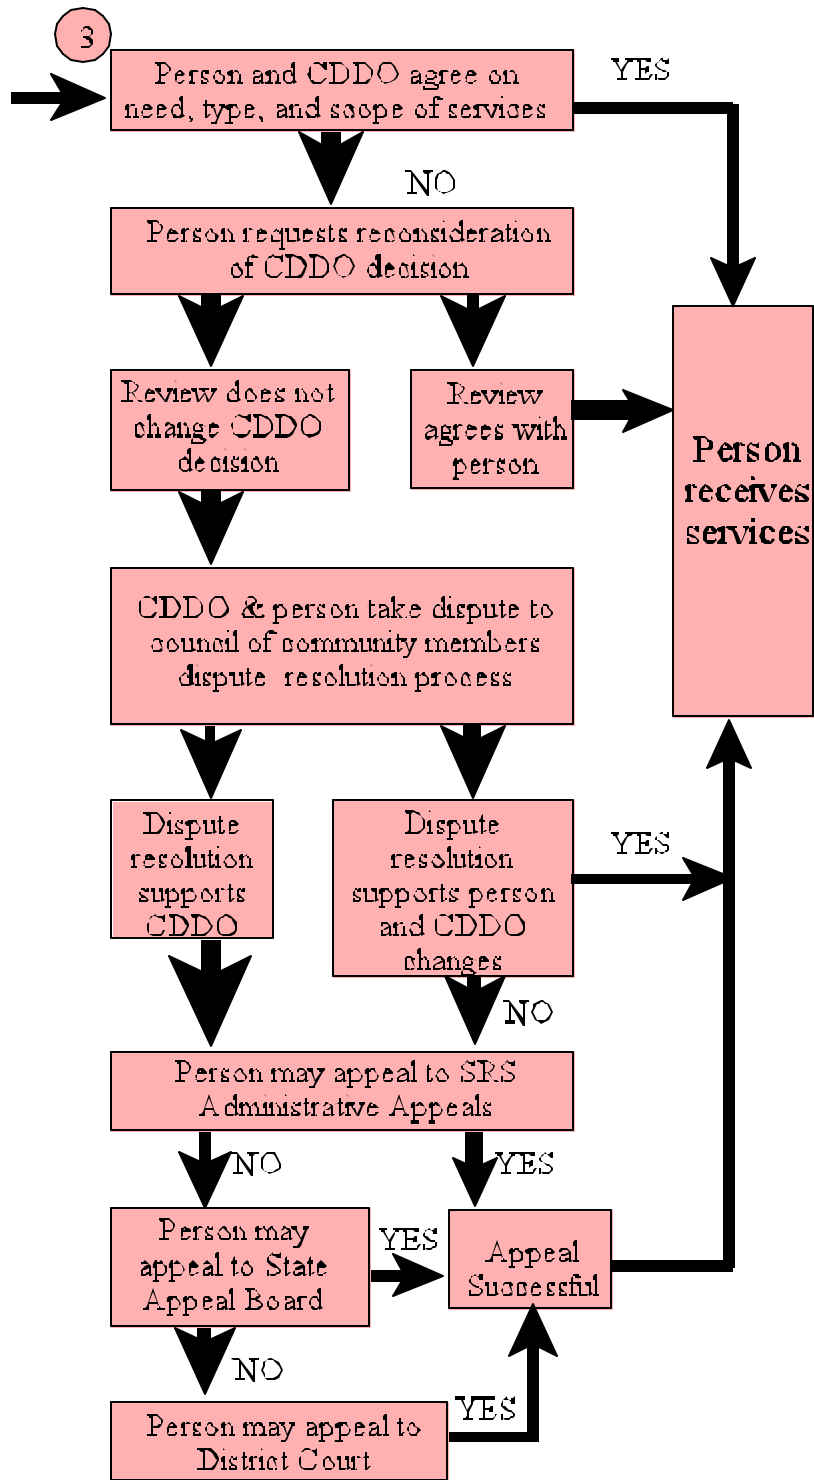 3
Person and CDDO agree on
need, type, and scope of services
YES
NO
Person requests reconsideration
of CDDO decision
Review does not
change CDDO
decision
Review
agrees with
person
Person
receives
services
CDDO & person take dispute to
council of community members
dispute resolution process
Dispute
resolution
supports
CDDO
Dispute
resolution
supports person
and CDDO
changes
YES
NO
Person may appeal to SRS
Administrative Appeals
NO
YES
Person may
appeal to State
Appeal Board
YES
Appeal
Successful
NO
YES
Person may appeal to
District Court